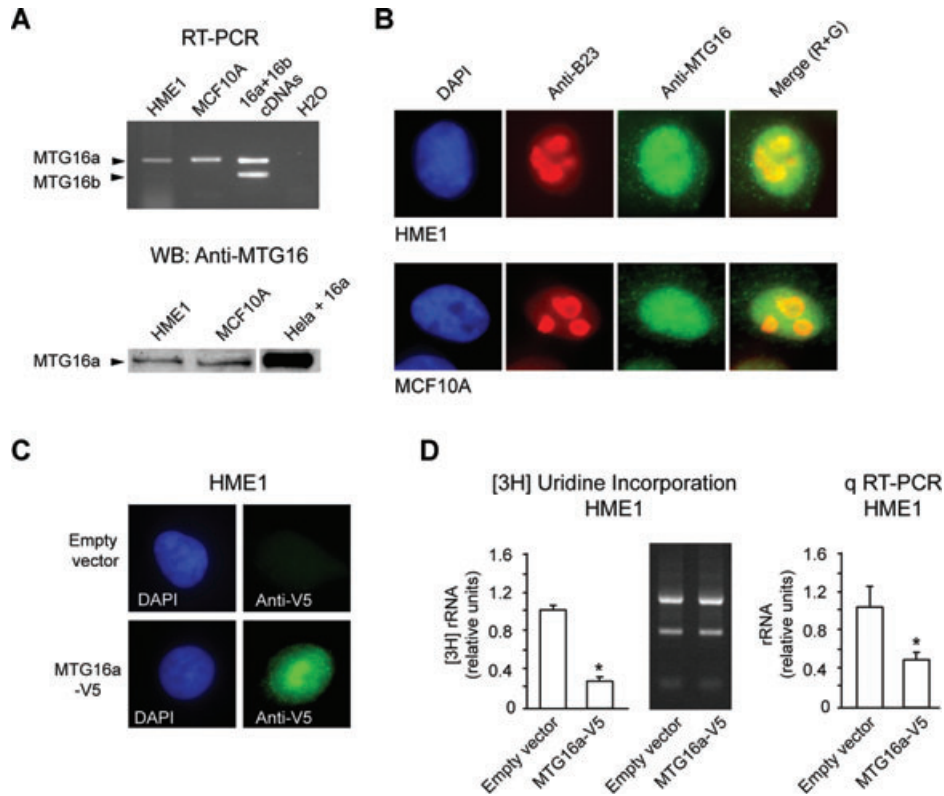 A
RT-PCR
HME1
MCF10A
16a+16b
cDNAs
H2O
MTG16a
MTG16b
WB: Anti-MTG16
HME1
MCF10A
Hela + 16a
MTG16a
B
DAPI
Anti-B23
Anti-MTG16
Merge (R+G)
HME1
MCF10A
C
HME1
Empty
vector
DAPI
Anti-V5
MTG16a
-V5
DAPI
Anti-V5
D
[3H] Uridine Incorporation
HME1
[3H] rRNA
(relative units)
1.6
1.2
0.8
0.4
0
*
Empty vector
MTG16a-V5
Empty vector
MTG16a-V5
q RT-PCR
HME1
rRNA
(relative units)
1.6
1.2
0.8
0.4
0
*
Empty vector
MTG16a-V5